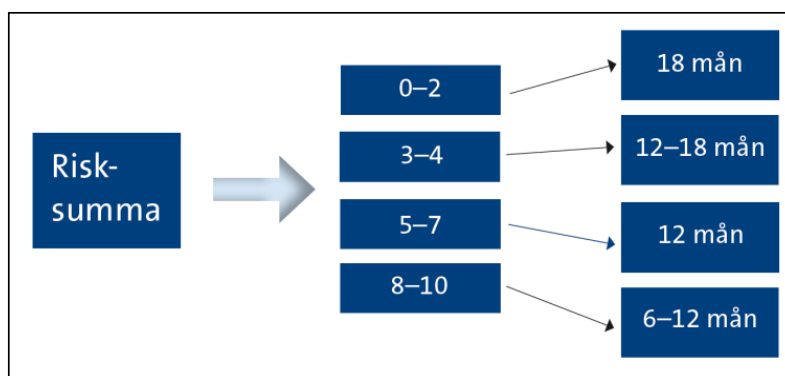 Risk-
summa
0–2
3–4
5–7
8–10
18 mån
12–18 mån
12 mån
6–12 mån